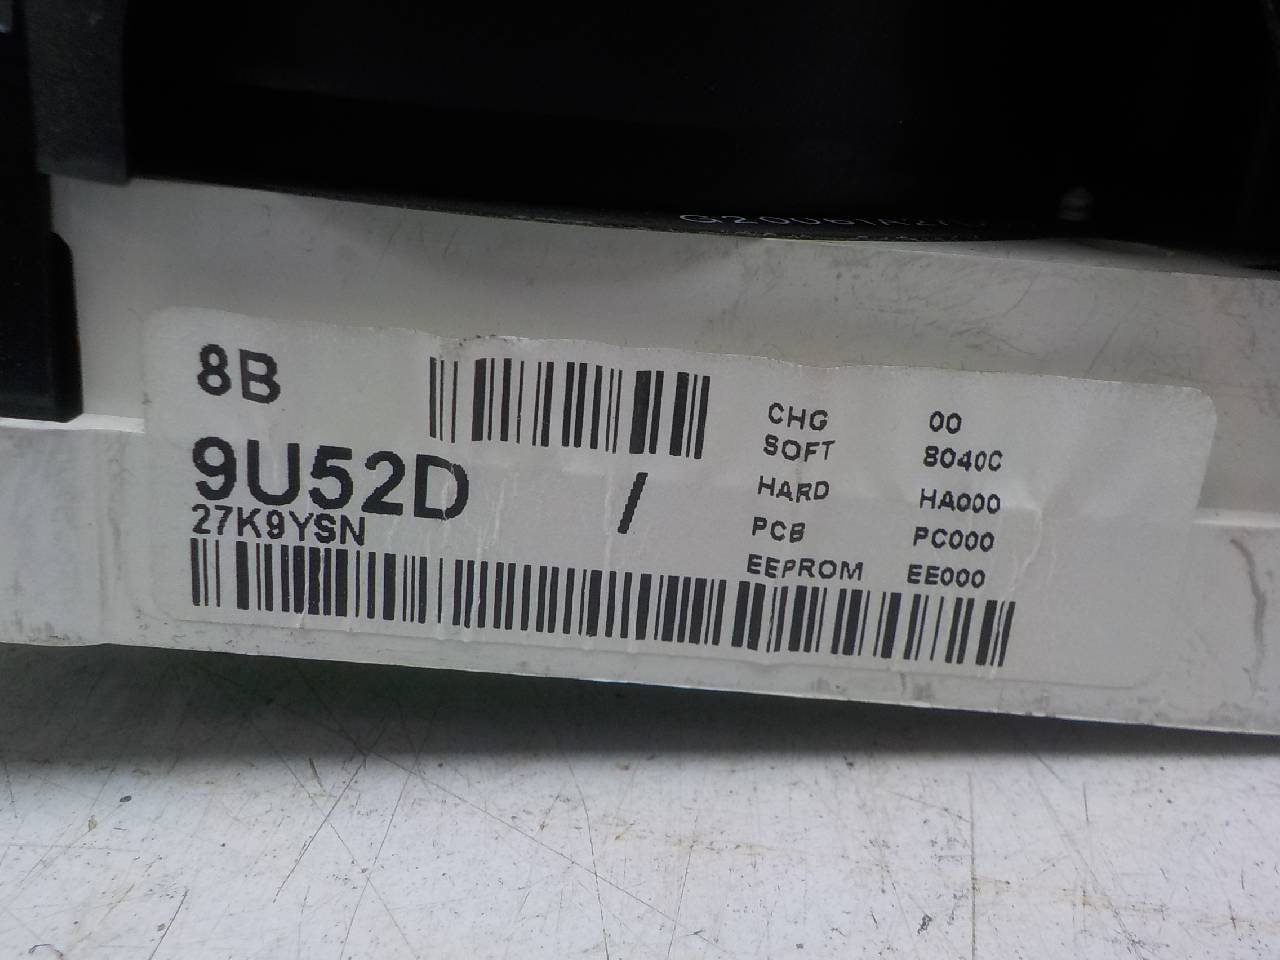 8B
9U52D /
27K9YSN
CHG 00
SOFT 8040C
HARD HA000
PCB PC000
EEPROM EE000